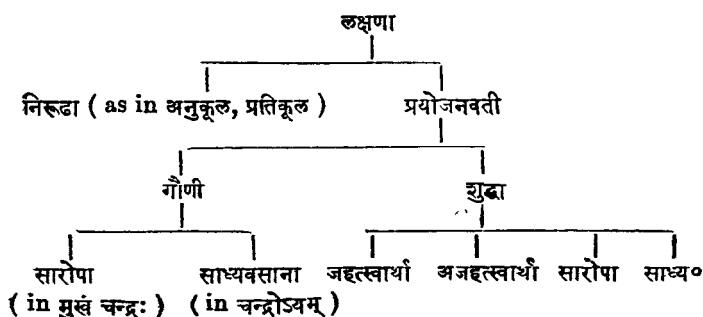 लक्षणा
निरूढा ( as in अनुकूल, प्रतिकूल ) प्रयोजनवती
गौणी शुद्धा
सारोपा साध्यवसाना जहत्स्वार्था अजहत्स्वार्था सारोपा साध्य०
( in मुखं चन्द्रः ) ( in चन्द्रोऽयम् )